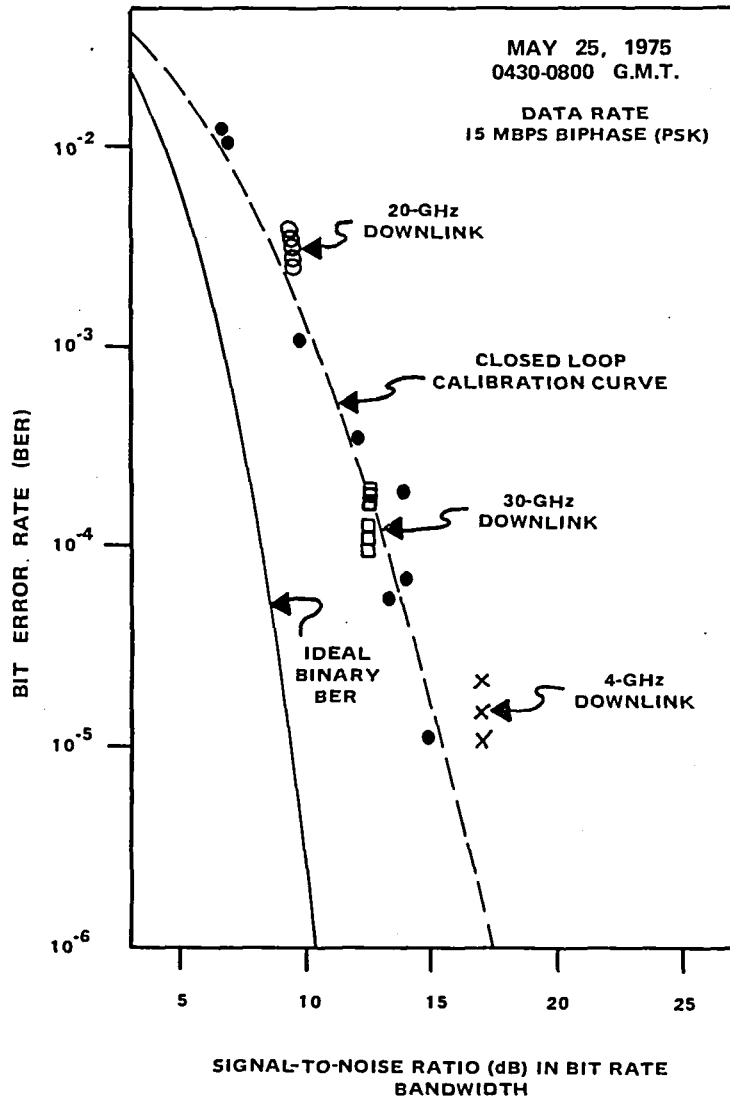 MAY 25, 1975
0430-0800 G.M.T.
DATA RATE
15 MBPS BIPHASE (PSK)
10-2
20-GHz
DOWNLINK
10-3
CLOSED LOOP
CALIBRATION CURVE
30-GHz
DOWNLINK
10-4
BIT ERROR. RATE (BER)
IDEAL
BINARY
BER
4-GHz
DOWNLINK
10-5
10-6
5
10
15
20
25
SIGNAL-TO-NOISE RATIO (dB) IN BIT RATE
BANDWIDTH